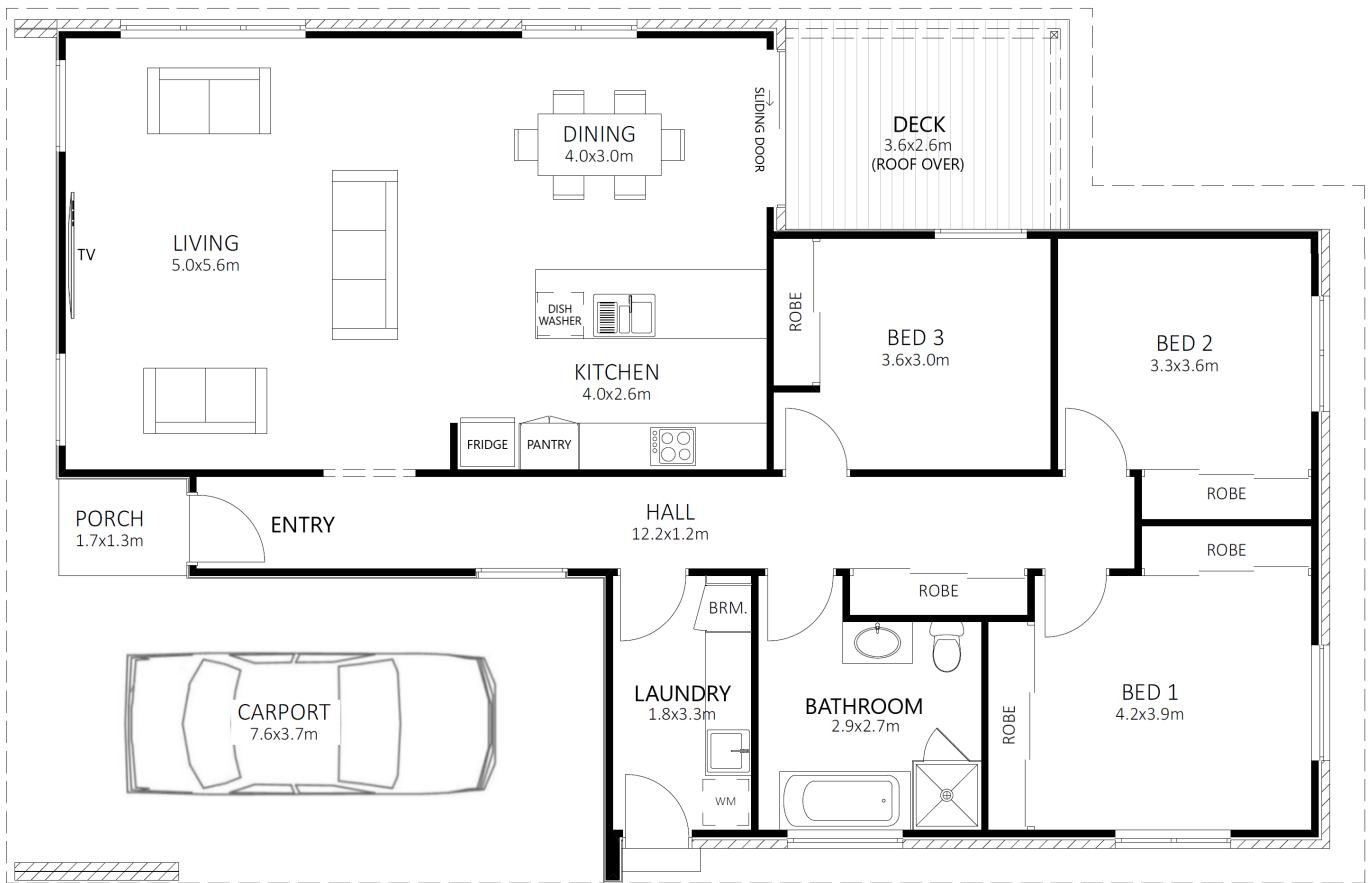 DINING
4.0x3.0m
SLIDING DOOR
DECK
3.6x2.6m
(ROOF OVER)
LIVING
5.0x5.6m
TV
DISH
WASHER
KITCHEN
4.0x2.6m
FRIDGE
PANTRY
ROBE
BED 3
3.6x3.0m
BED 2
3.3x3.6m
ROBE
PORCH
1.7x1.3m
ENTRY
HALL
12.2x1.2m
ROBE
ROBE
BRM.
CARPORT
7.6x3.7m
LAUNDRY
1.8x3.3m
WM
BATHROOM
2.9x2.7m
ROBE
BED 1
4.2x3.9m